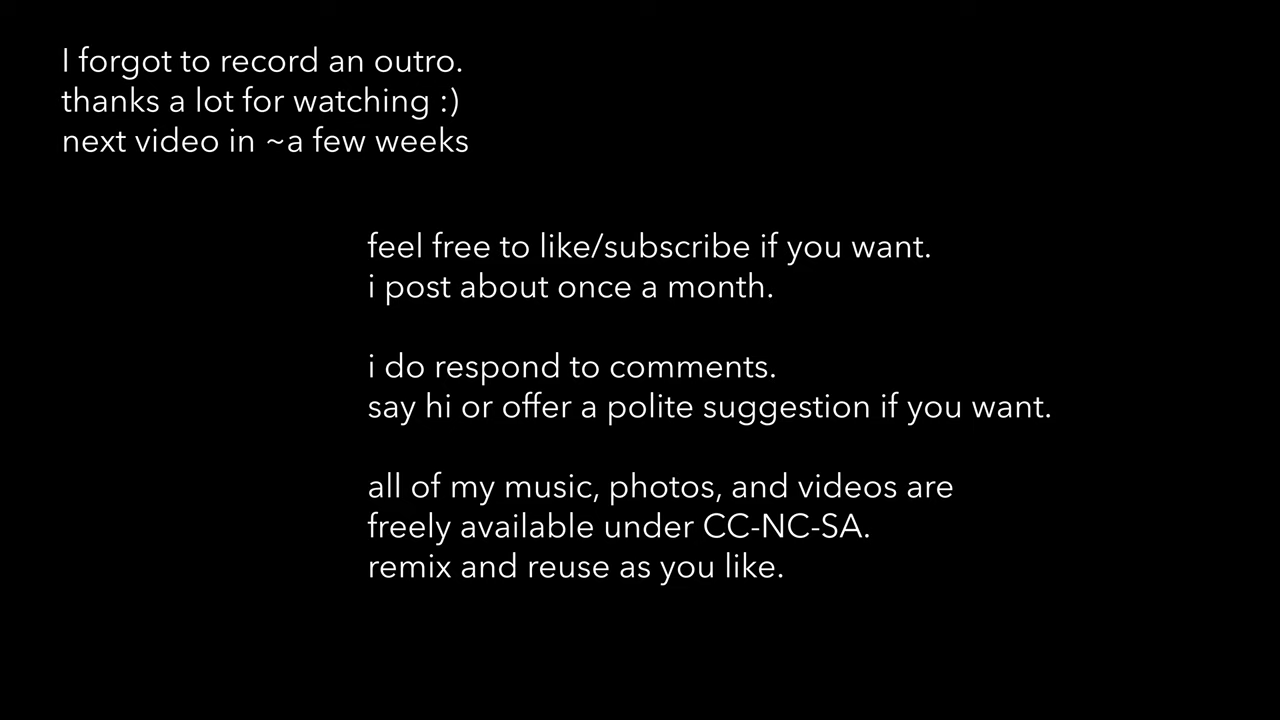 I forgot to record an outro.
thanks a lot for watching :)
next video in ~a few weeks
feel free to like/subscribe if you want.
i post about once a month.
i do respond to comments.
say hi or offer a polite suggestion if you want.
all of my music, photos, and videos are
freely available under CC-NC-SA.
remix and reuse as you like.